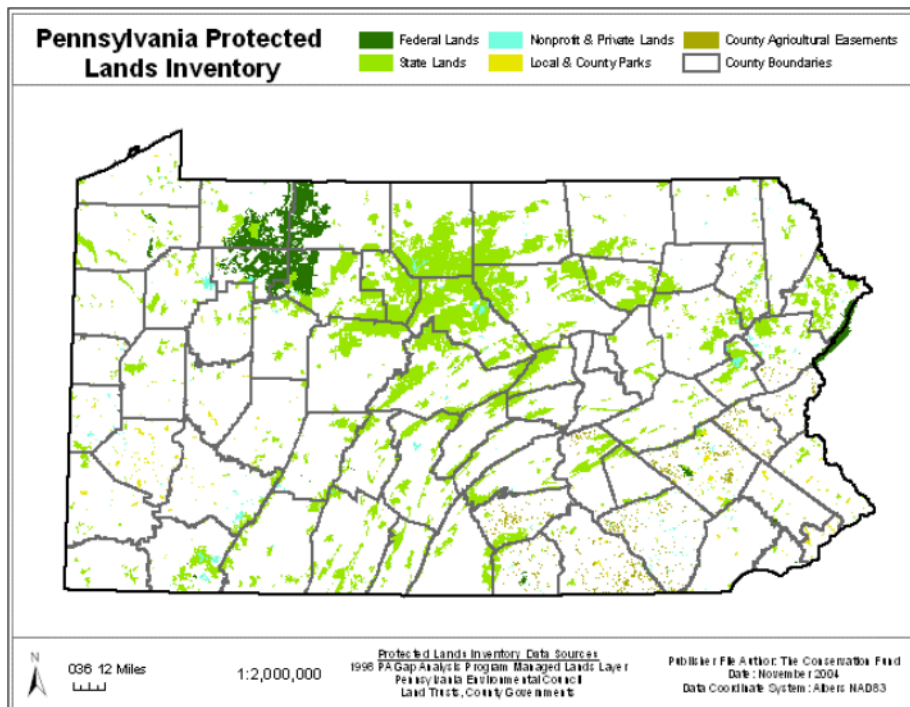 Pennsylvania Protected
Lands Inventory
Federal Lands
Nonprofit & Private Lands
County Agricultural Easements
State Lands
Local & County Parks
County Boundaries
N
036 12 Miles
1:2,000,000
Protected Lands Inventory Data Sources
1998 PA Gap Analysis Program Managed Lands Layer
Pennsylvania Environmental Council
Land Trusts, County Governments
Publisher File Author: The Conservation Fund
Date: November 2004
Data Coordinate System: Albers NAD83